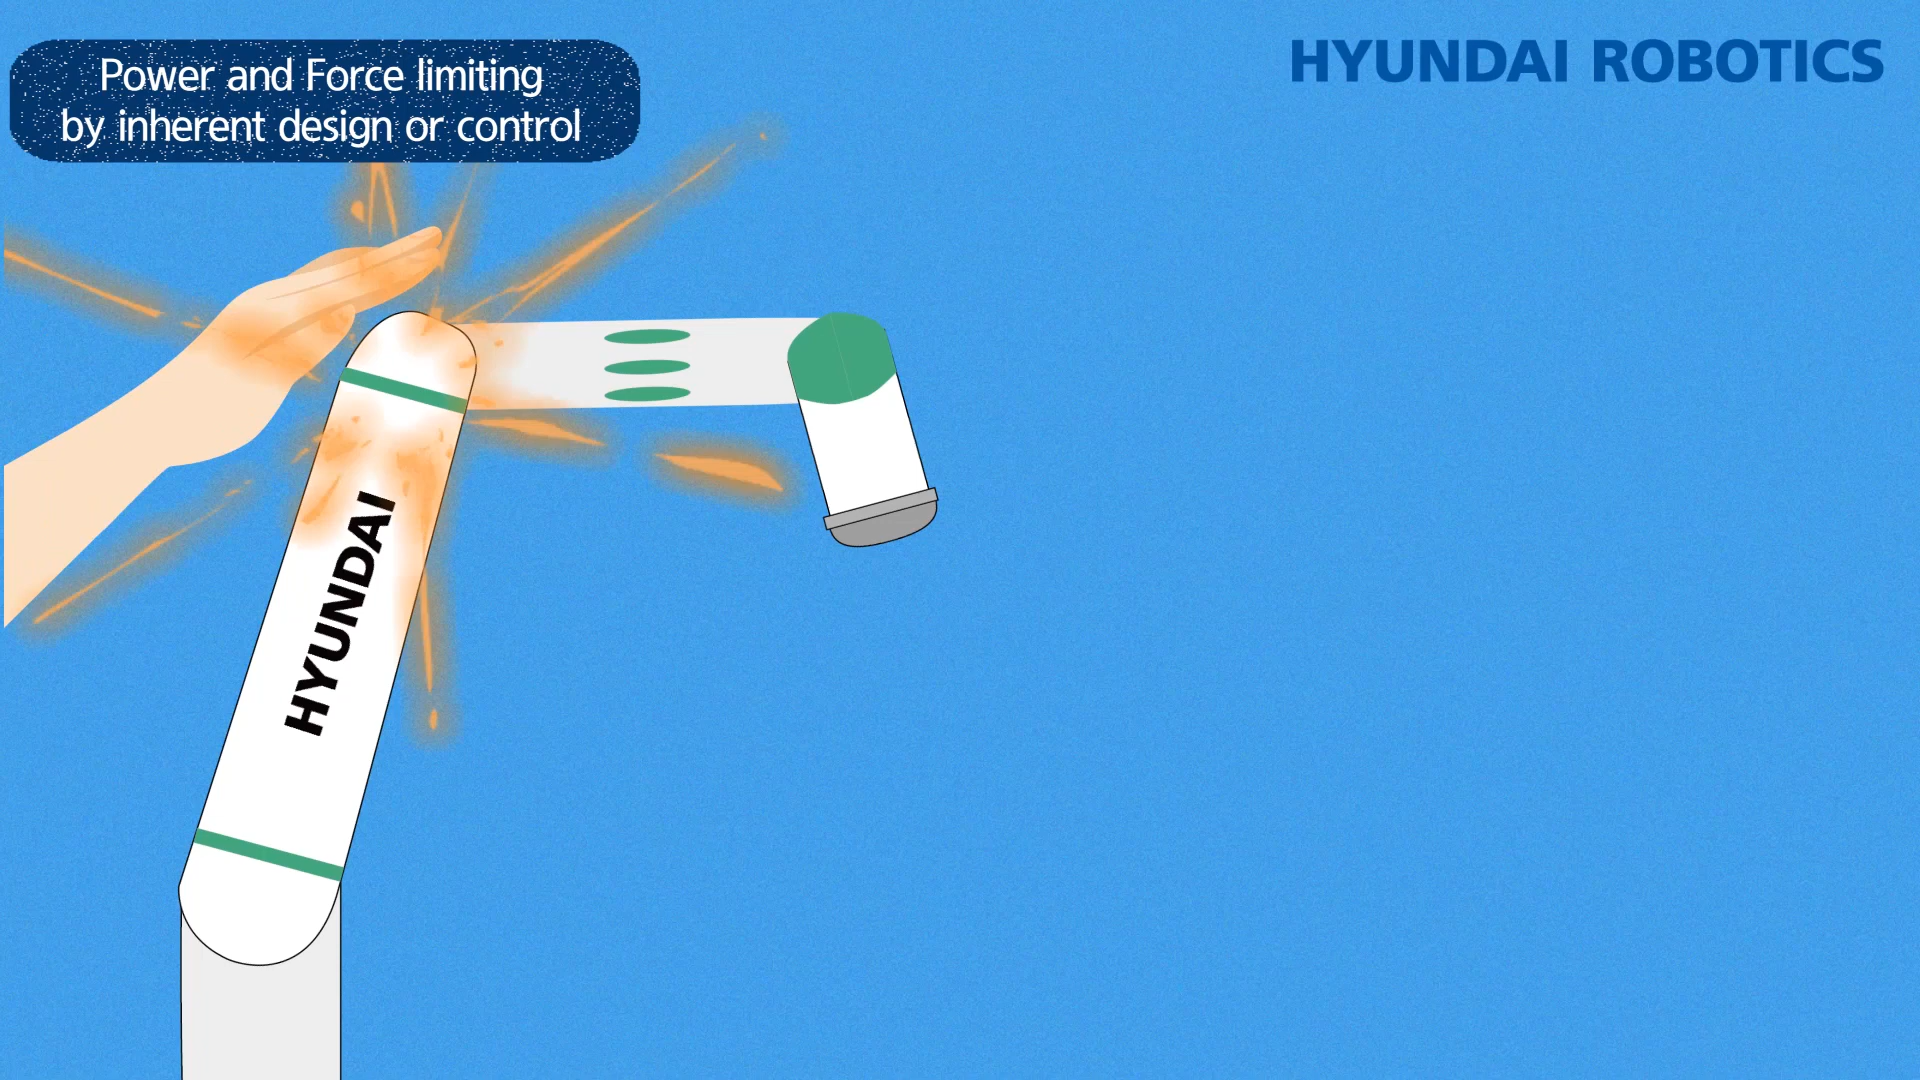 Power and Force limiting
by inherent design or control
HYUNDAI ROBOTICS
HYUNDAI